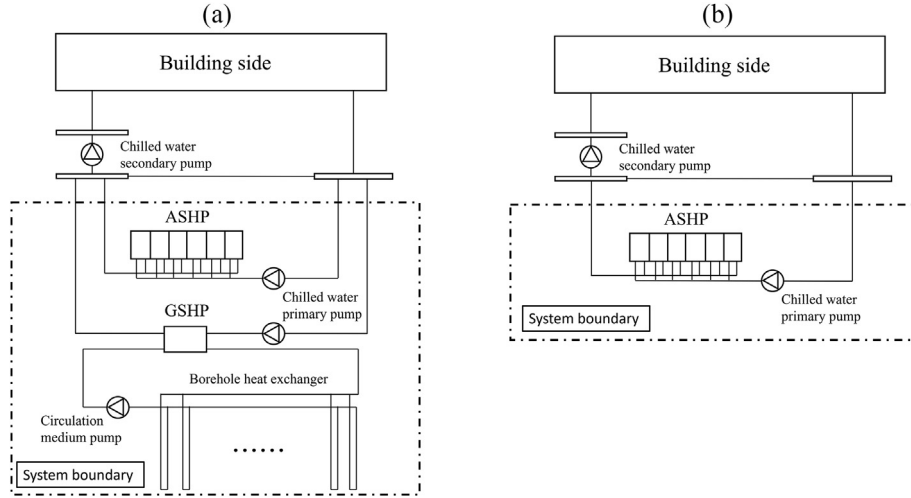 (a)
Building side
Chilled water
secondary pump
ASHP
Chilled water
primary pump
GSHP
Borehole heat exchanger
Circulation
medium pump
System boundary
(b)
Building side
Chilled water
secondary pump
ASHP
Chilled water
primary pump
System boundary